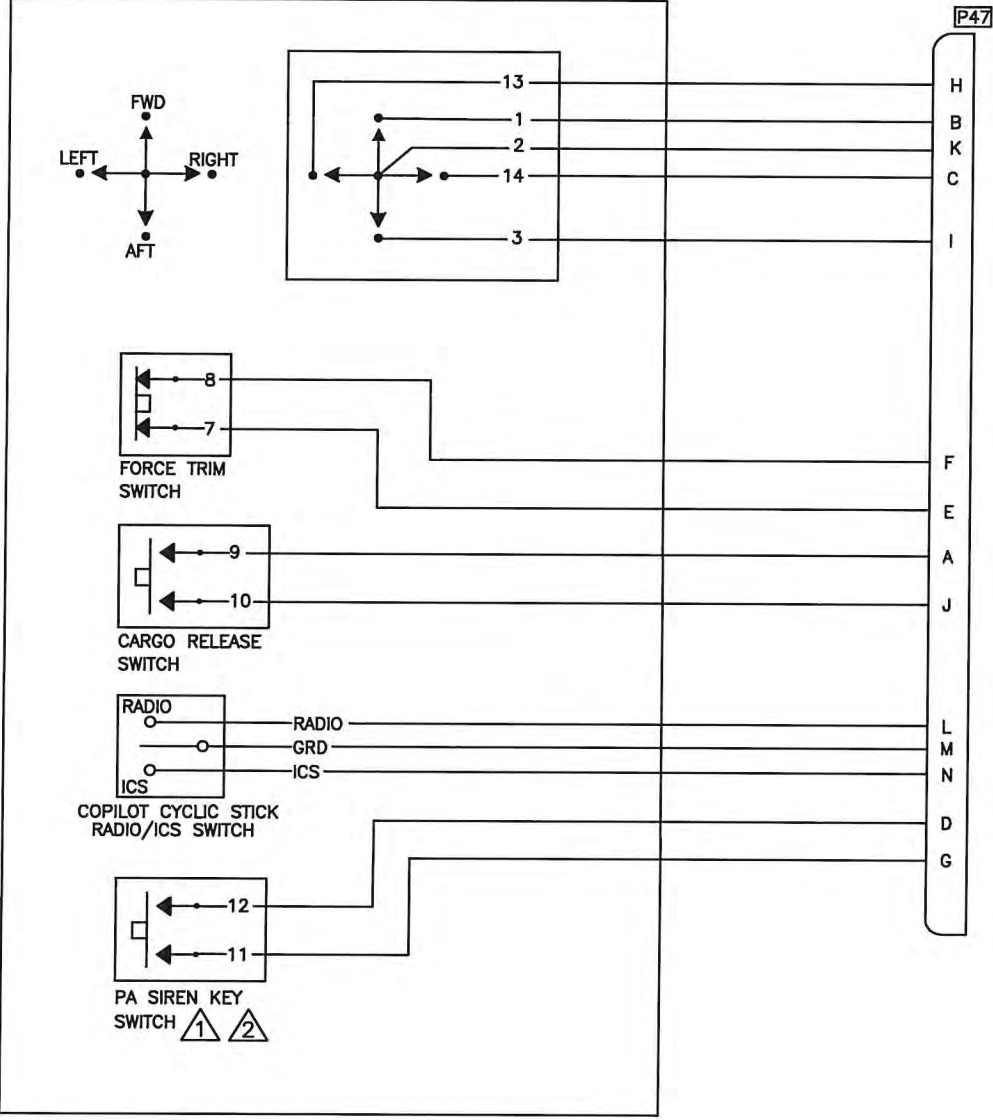 P47
FWD
LEFT
RIGHT
AFT
13
H
1
B
2
K
14
C
3
I
8
7
FORCE TRIM
SWITCH
F
E
9
A
10
J
CARGO RELEASE
SWITCH
RADIO
RADIO
L
GRD
M
ICS
ICS
N
COPILOT CYCLIC STICK
RADIO/ICS SWITCH
D
G
12
11
PA SIREN KEY
SWITCH 1 2